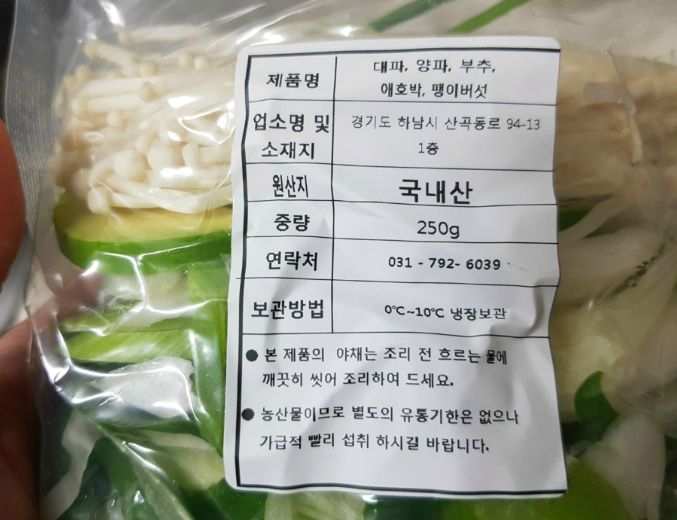 제품명 대파, 양파, 부추,
애호박, 팽이버섯
업소명 및 경기도 하남시 산곡동로 94-13
소재지 1층
원산지 국내산
중량 250g
연락처 031 - 792- 6039
보관방법 0℃~10℃ 냉장보관
● 본 제품의 야채는 조리 전 흐르는 물에
깨끗히 씻어 조리하여 드세요.
● 농산물이므로 별도의 유통기한은 없으나
가급적 빨리 섭취 하시길 바랍니다.